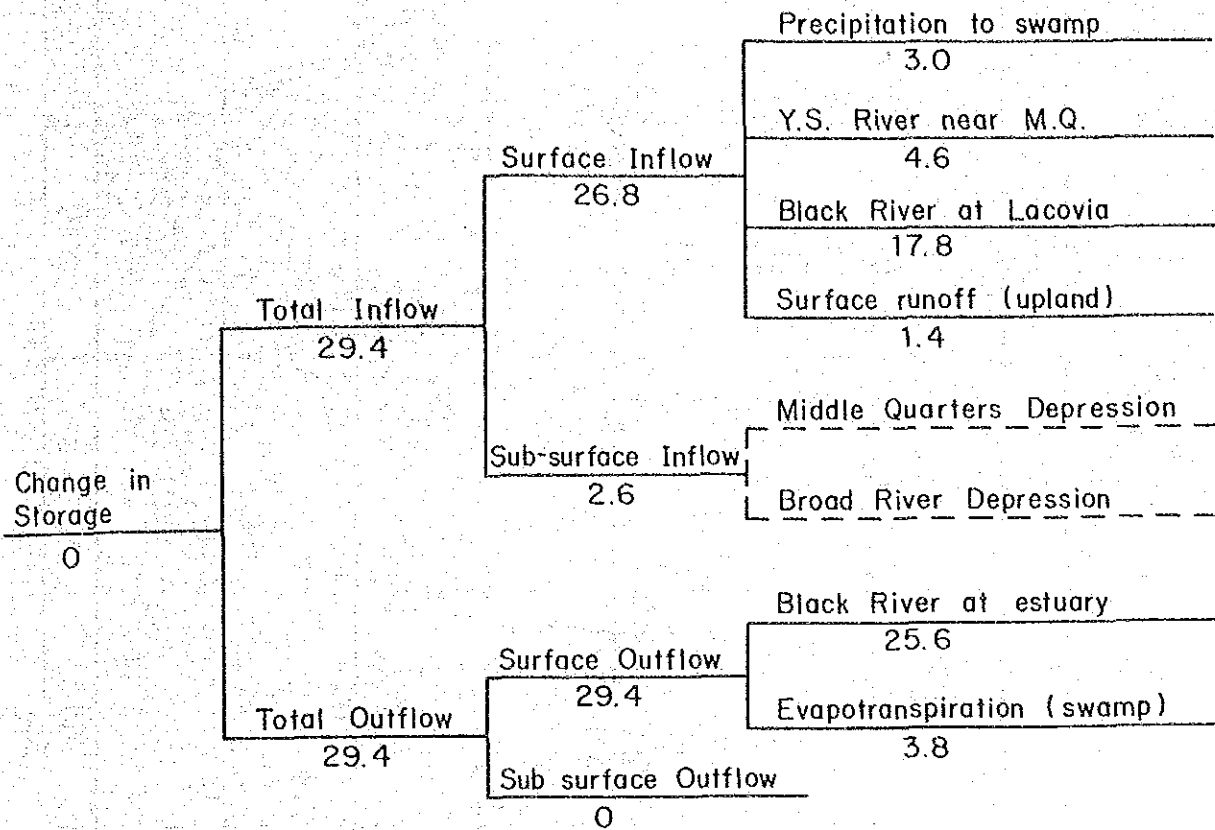 Precipitation to swamp
3.0
Y.S. River near M.Q.
4.6
Surface Inflow
26.8
Black River at Lacovia
17.8
Surface runoff (upland)
1.4
Total Inflow
29.4
Middle Quarters Depression
Sub-surface Inflow
2.6
Broad River Depression
Change in
Storage
0
Black River at estuary
25.6
Surface Outflow
29.4
Evapotranspiration (swamp)
3.8
Total Outflow
29.4
Sub surface Outflow
0